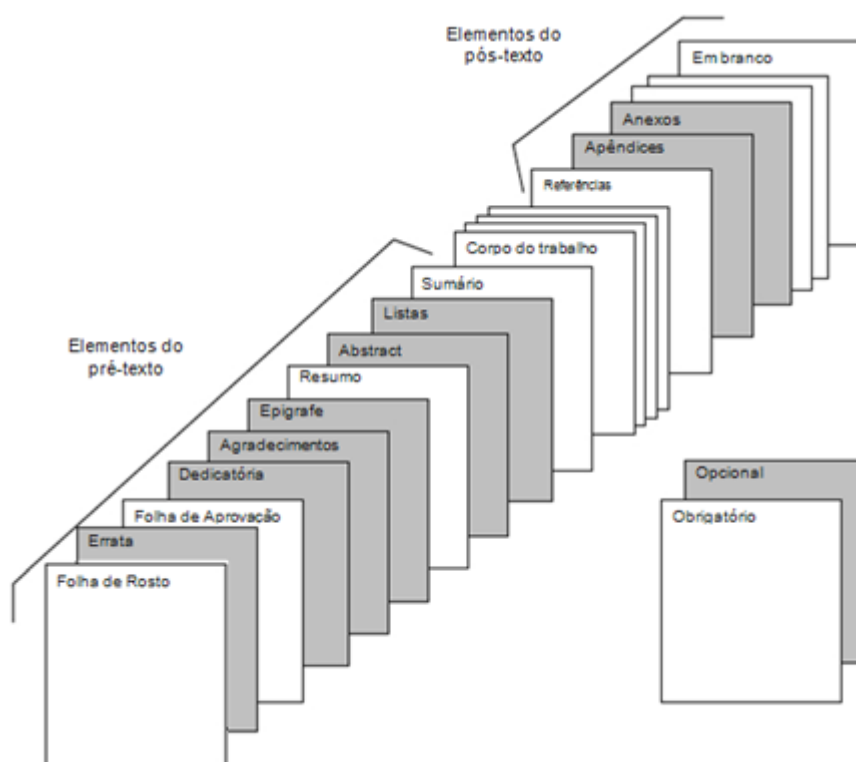 Elementos do
pós-texto
Em branco
Anexos
Apêndices
Referências
Corpo do trabalho
Sumário
Listas
Elementos do
pré-texto
Abstract
Resumo
Epigrafe
Agradecimentos
Dedicatória
Folha de Aprovação
Errata
Folha de Rosto
Opcional
Obrigatório